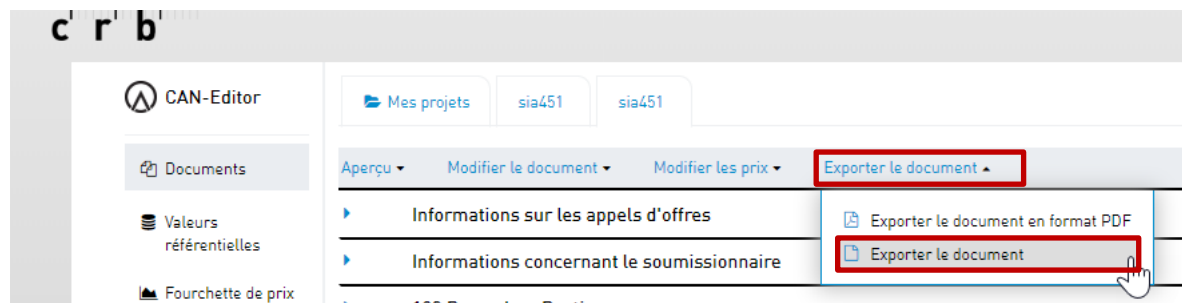 crb
CAN-Editor
Mes projets
sia451
sia451
Documents
Aperçu
Modifier le document
Modifier les prix
Exporter le document
Valeurs
référentielles
Informations sur les appels d'offres
Exporter le document en format PDF
Informations concernant le soumissionnaire
Exporter le document
Fourchette de prix